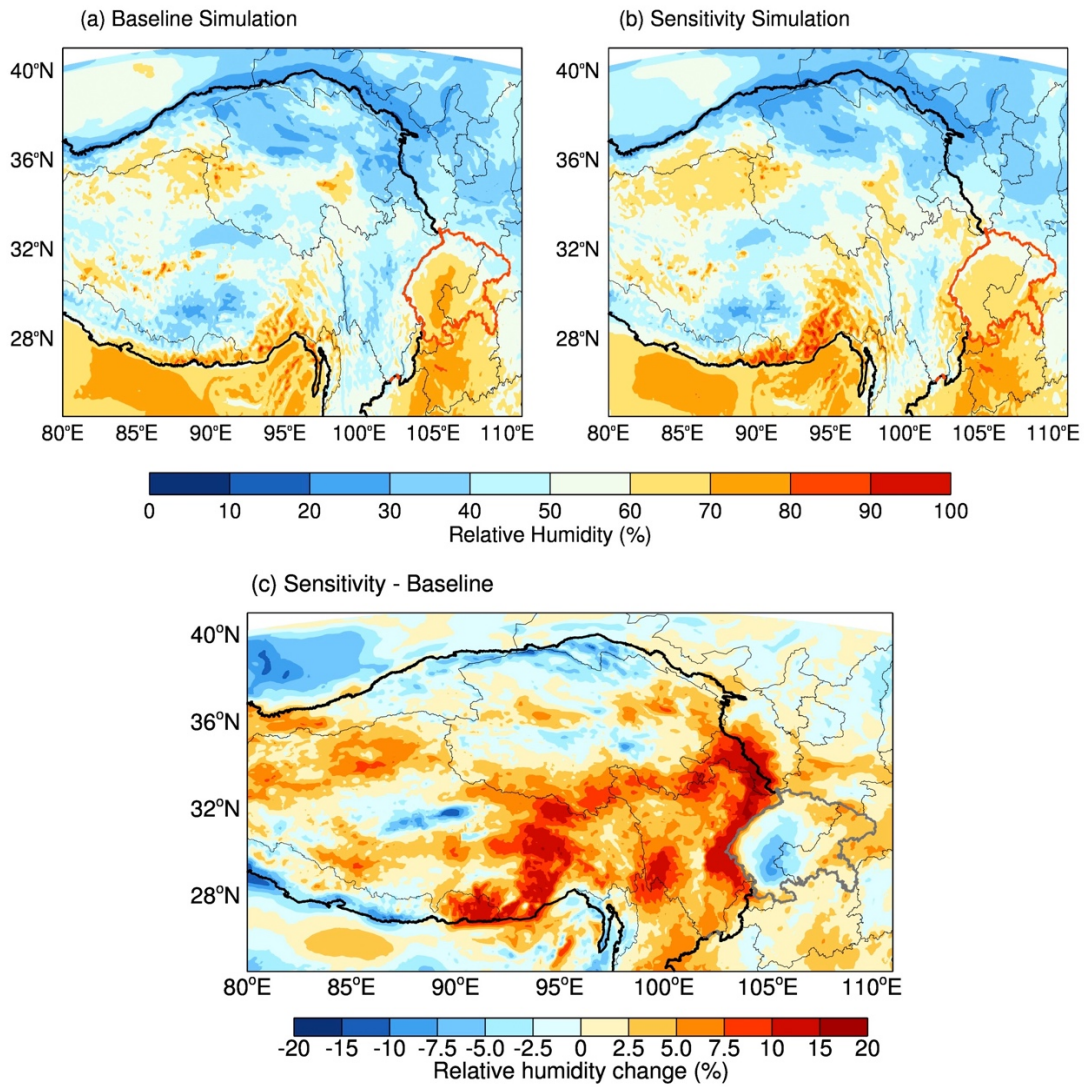 (a) Baseline Simulation
(b) Sensitivity Simulation
40°N
36°N
32°N
28°N
80°E 85°E 90°E 95°E 100°E 105°E 110°E
40°N
36°N
32°N
28°N
80°E 85°E 90°E 95°E 100°E 105°E 110°E
0 10 20 30 40 50 60 70 80 90 100
Relative Humidity (%)
(c) Sensitivity - Baseline
40°N
36°N
32°N
28°N
80°E 85°E 90°E 95°E 100°E 105°E 110°E
-20 -15 -10 -7.5 -5.0 -2.5 0 2.5 5.0 7.5 10 15 20
Relative humidity change (%)